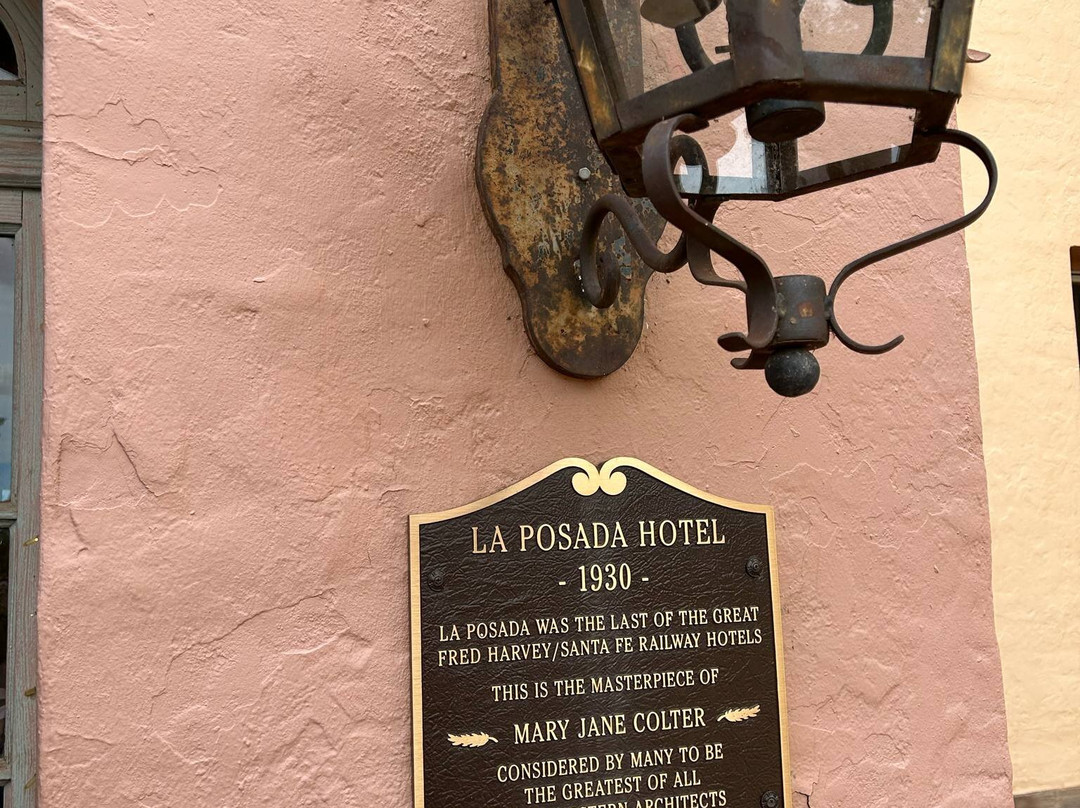 LA POSADA HOTEL
- 1930 -
LA POSADA WAS THE LAST OF THE GREAT
FRED HARVEY/SANTA FE RAILWAY HOTELS
THIS IS THE MASTERPIECE OF
MARY JANE COLTER
CONSIDERED BY MANY TO BE
THE GREATEST OF ALL
ARCHITECTS